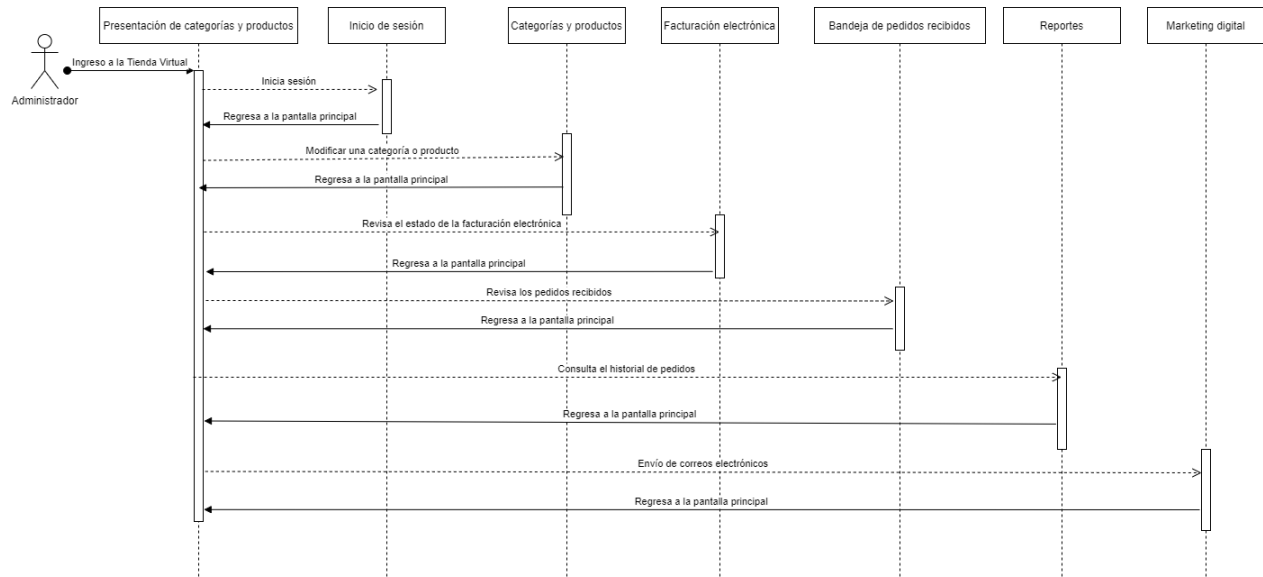 Presentación de categorías y productos
Inicio de sesión
Categorías y productos
Facturación electrónica
Bandeja de pedidos recibidos
Reportes
Marketing digital
Ingreso a la Tienda Virtual
Administrador
Inicia sesión
Regresa a la pantalla principal
Modificar una categoría o producto
Regresa a la pantalla principal
Revisa el estado de la facturación electrónica
Regresa a la pantalla principal
Revisa los pedidos recibidos
Regresa a la pantalla principal
Consulta el historial de pedidos
Regresa a la pantalla principal
Envío de correos electrónicos
Regresa a la pantalla principal